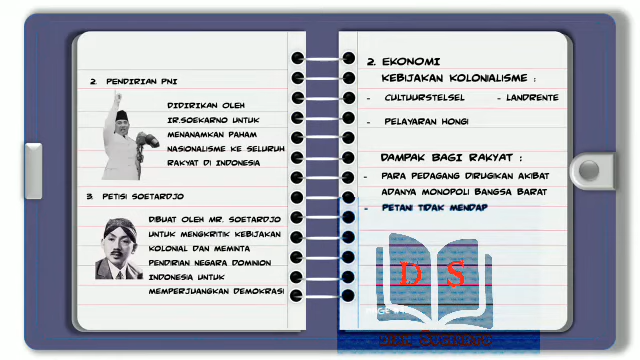 2. PENDIRIAN PNI
DIDIRIKAN OLEH
IR.SOEKARNO UNTUK
MENANAMKAN PAHAM
NASIONALISME KE SELURUH
RAKYAT DI INDONESIA
3. PETISI SOETARDJO
DIBUAT OLEH MR. SOETARDJO
UNTUK MENGKRITIK KEBIJAKAN
KOLONIAL DAN MEMINTA
PENDIRIAN NEGARA DOMINION
INDONESIA UNTUK
MEMPERJUANGKAN DEMOKRASI
2. EKONOMI
KEBIJAKAN KOLONIALISME :
- CULTUURSTELSEL - LANDRENTE
- PELAYARAN HONGI
DAMPAK BAGI RAKYAT :
- PARA PEDAGANG DIRUGIKAN AKIBAT
ADANYA MONOPOLI BANGSA BARAT
- PETANI TIDAK MENDAP
D S